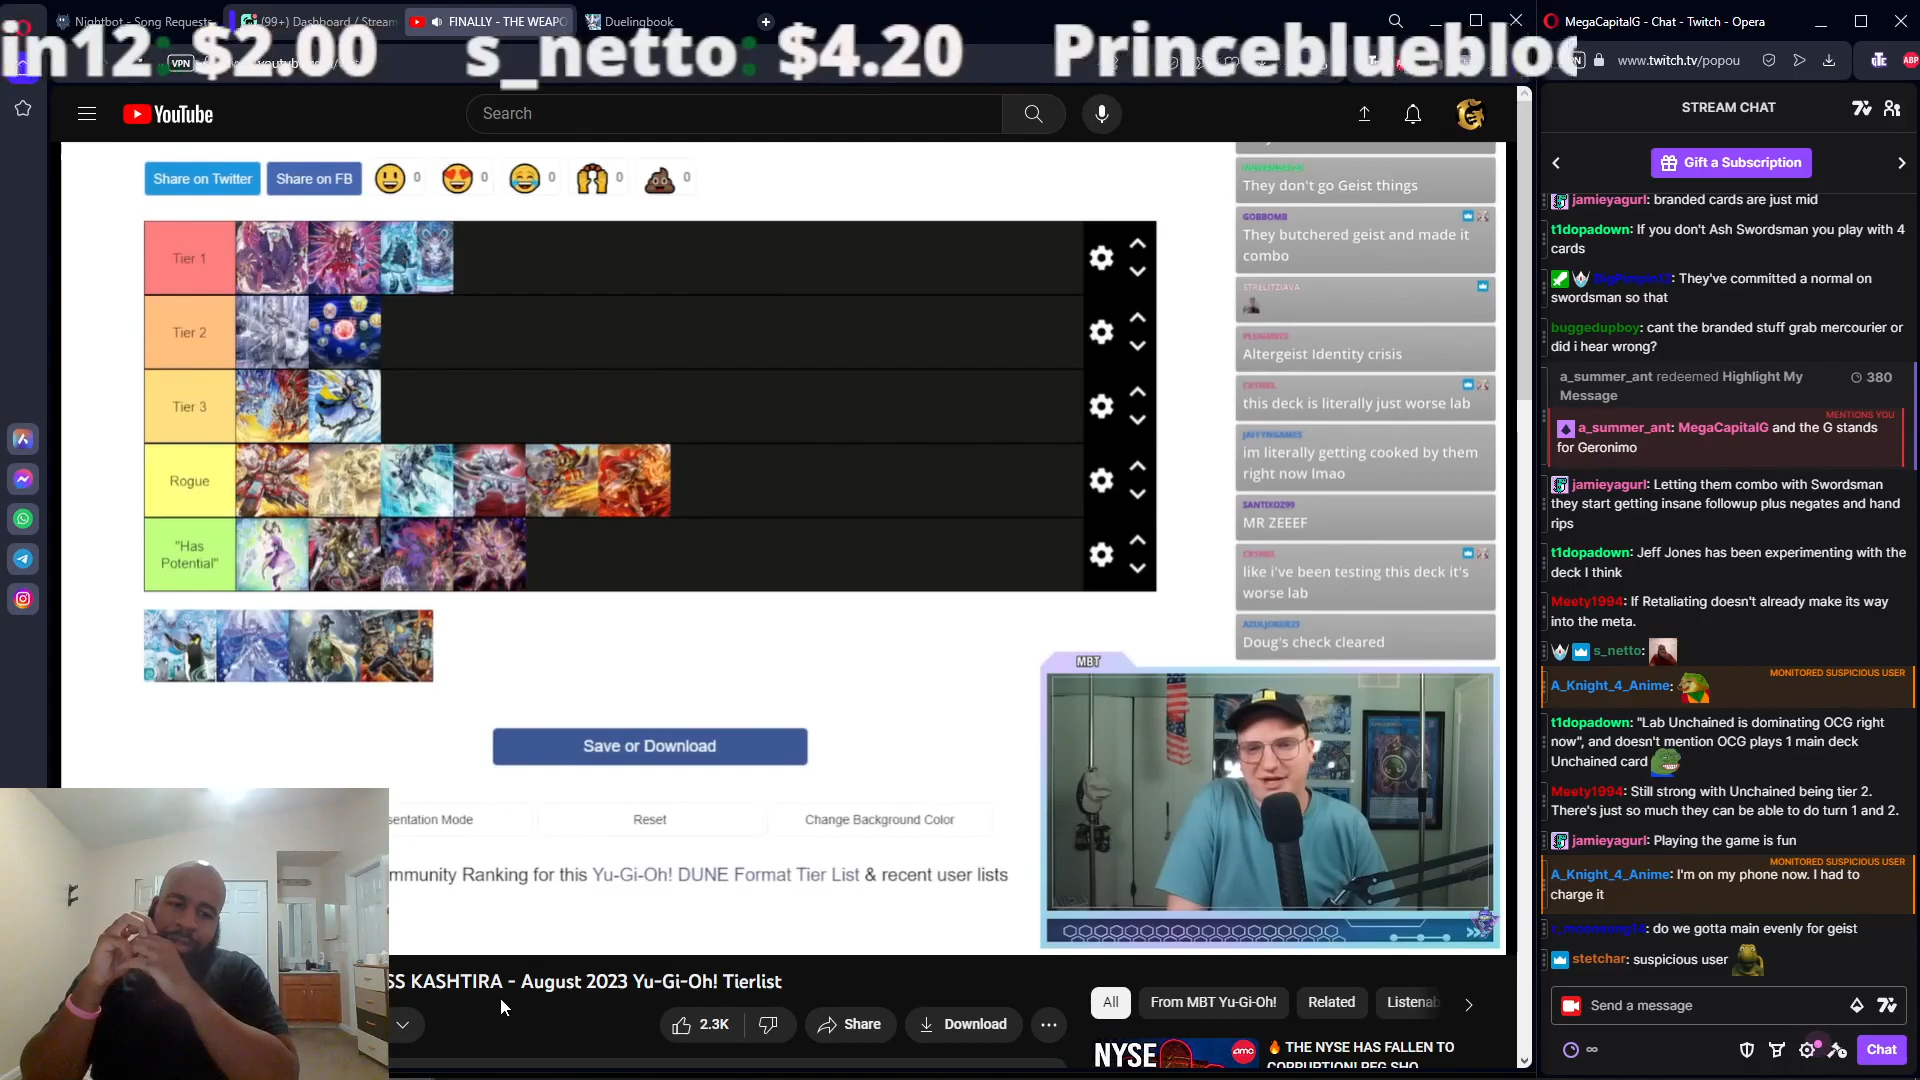 Nightbot - Song Requests
(99+) Dashboard / Stream
FINALLY - THE WEAPO
Duelingbook
MegaCapitalG - Chat - Twitch - Opera
in12: $2.00 s_netto: $4.20 Princeblueblo
VPN
www.twitch.tv/popou
YouTube
Search
STREAM CHAT
Gift a Subscription
Share on Twitter
Share on FB
0
0
0
0
0
Tier 1
Tier 2
Tier 3
Rogue
"Has
Potential"
Save or Download
sentation Mode
Reset
Change Background Color
mmunity Ranking for this Yu-Gi-Oh! DUNE Format Tier List & recent user lists
They don't go Geist things
GOBBOMB
They butchered geist and made it
combo
STRELITZIAVA
Altergeist Identity crisis
this deck is literally just worse lab
JAFFYNGAMES
im literally getting cooked by them
right now lmao
SANTIXO299
MR ZEEEF
like i've been testing this deck it's
worse lab
Doug's check cleared
MBT
SS KASHTIRA - August 2023 Yu-Gi-Oh! Tierlist
2.3K
Share
Download
All
From MBT Yu-Gi-Oh!
Related
Listenab
NYSE
amc
THE NYSE HAS FALLEN TO
CORRUPTION! REG SHO
jamieyagurl: branded cards are just mid
t1dopadown: If you don't Ash Swordsman you play with 4
cards
They've committed a normal on
swordsman so that
buggedupboy: cant the branded stuff grab mercourier or
did i hear wrong?
a_summer_ant redeemed Highlight My
Message
380
MENTIONS YOU
a_summer_ant: MegaCapitalG and the G stands
for Geronimo
jamieyagurl: Letting them combo with Swordsman
they start getting insane followup plus negates and hand
rips
t1dopadown: Jeff Jones has been experimenting with the
deck I think
Meety1994: If Retaliating doesn't already make its way
into the meta.
s_netto:
MONITORED SUSPICIOUS USER
A_Knight_4_Anime:
t1dopadown: "Lab Unchained is dominating OCG right
now", and doesn't mention OCG plays 1 main deck
Unchained card
Meety1994: Still strong with Unchained being tier 2.
There's just so much they can be able to do turn 1 and 2.
jamieyagurl: Playing the game is fun
MONITORED SUSPICIOUS USER
A_Knight_4_Anime: I'm on my phone now. I had to
charge it
do we gotta main evenly for geist
stetchar: suspicious user
Send a message
Chat